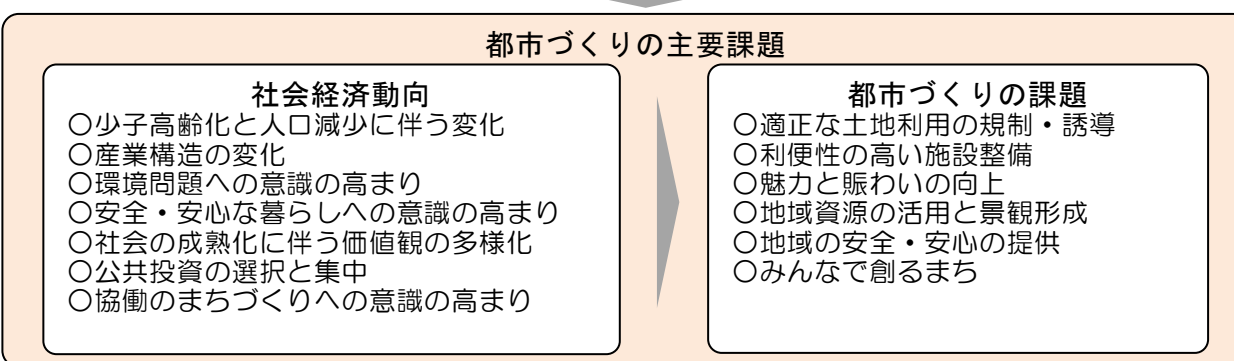 都市づくりの主要課題
社会経済動向
○少子高齢化と人口減少に伴う変化
○産業構造の変化
○環境問題への意識の高まり
○安全・安心な暮らしへの意識の高まり
○社会の成熟化に伴う価値観の多様化
○公共投資の選択と集中
○協働のまちづくりへの意識の高まり
都市づくりの課題
○適正な土地利用の規制・誘導
○利便性の高い施設整備
○魅力と賑わいの向上
○地域資源の活用と景観形成
○地域の安全・安心の提供
○みんなで創るまち